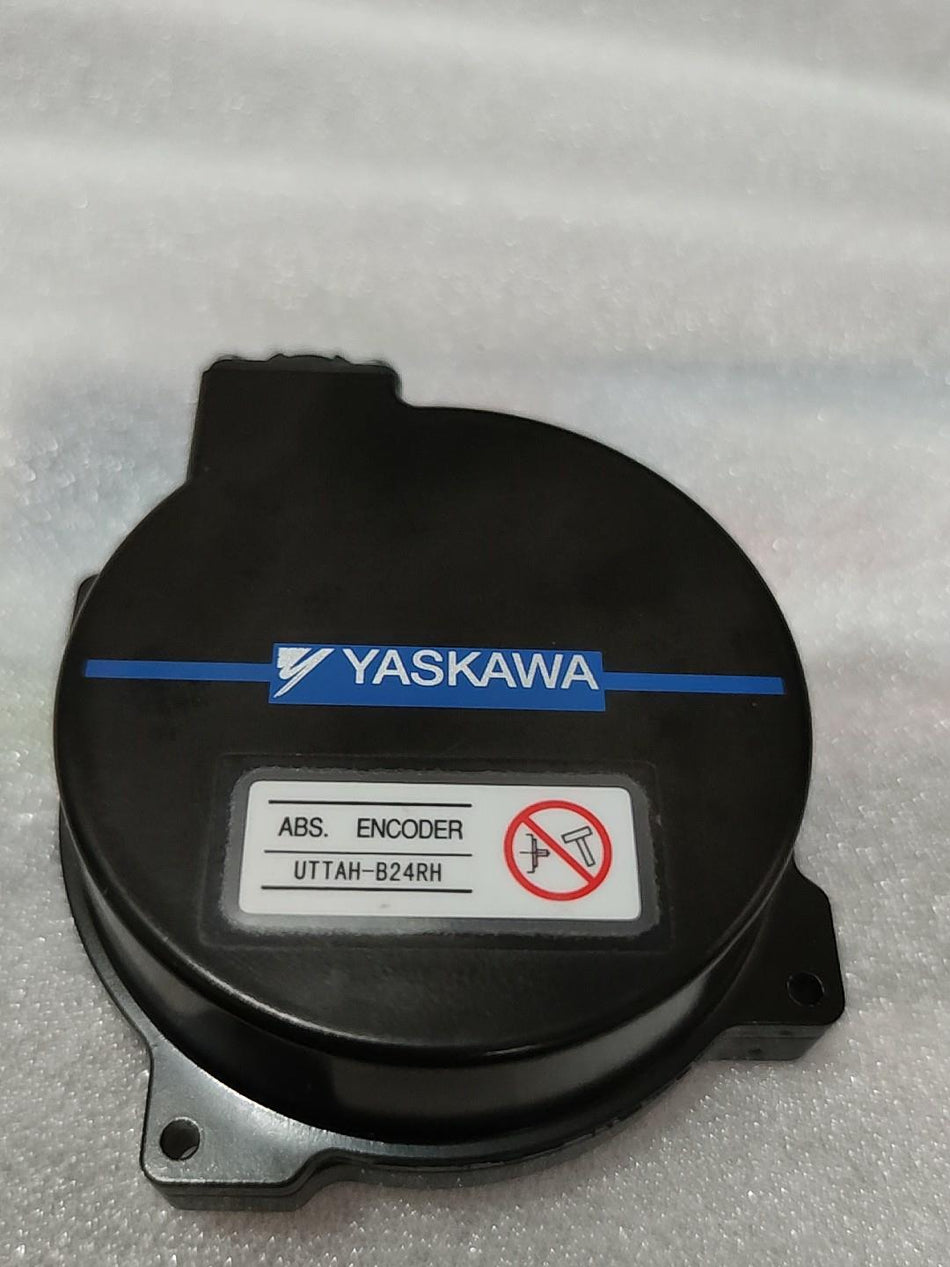 YASKAWA
ABS. ENCODER
UTTAH-B24RH